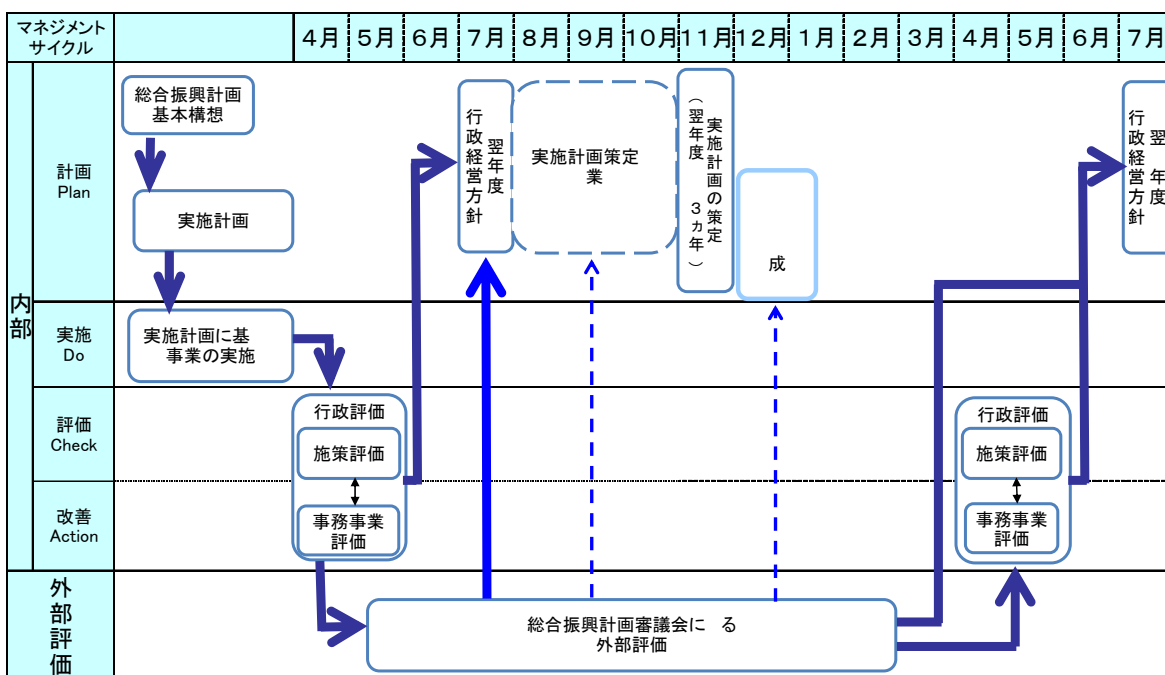 マネジメント
サイクル
4月 5月 6月 7月 8月 9月 10月 11月 12月 1月 2月 3月 4月 5月 6月 7月
内部
計画
Plan
総合振興計画
基本構想
実施計画
翌年度
行政経営方針
実施計画策定
業
実施計画の策定
(翌年度 3ヵ年)
成
翌 年度
行政経営方針
実施
Do
実施計画に基
事業の実施
評価
Check
行政評価
施策評価
行政評価
施策評価
改善
Action
事務事業
評価
事務事業
評価
外部評価
総合振興計画審議会に る
外部評価